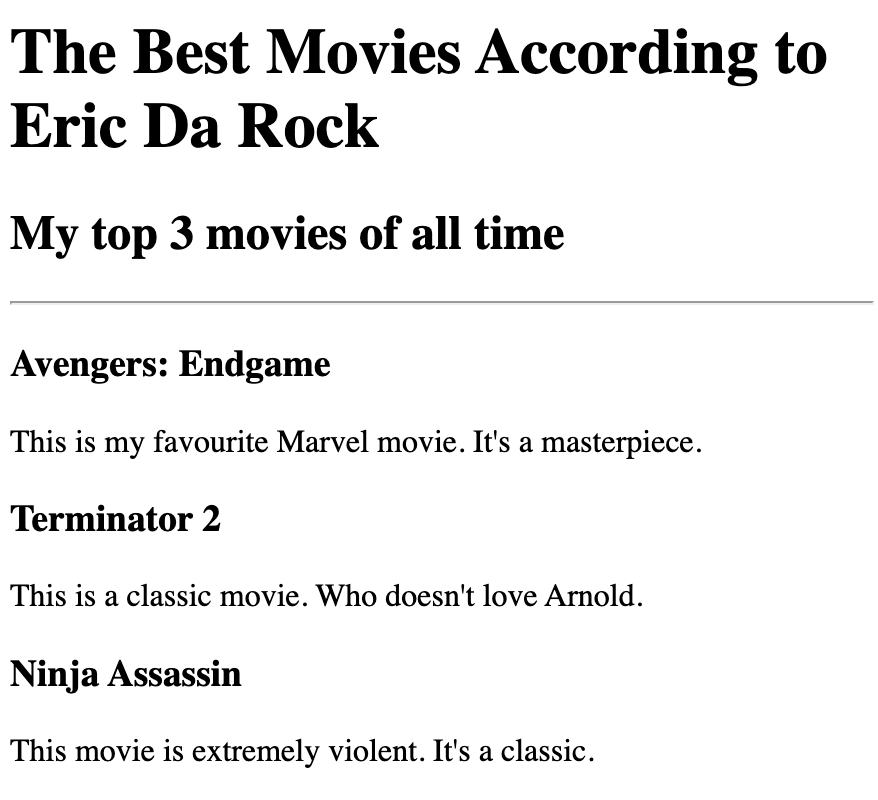 The Best Movies According to
Eric Da Rock
My top 3 movies of all time
Avengers: Endgame
This is my favourite Marvel movie. It's a masterpiece.
Terminator 2
This is a classic movie. Who doesn't love Arnold.
Ninja Assassin
This movie is extremely violent. It's a classic.